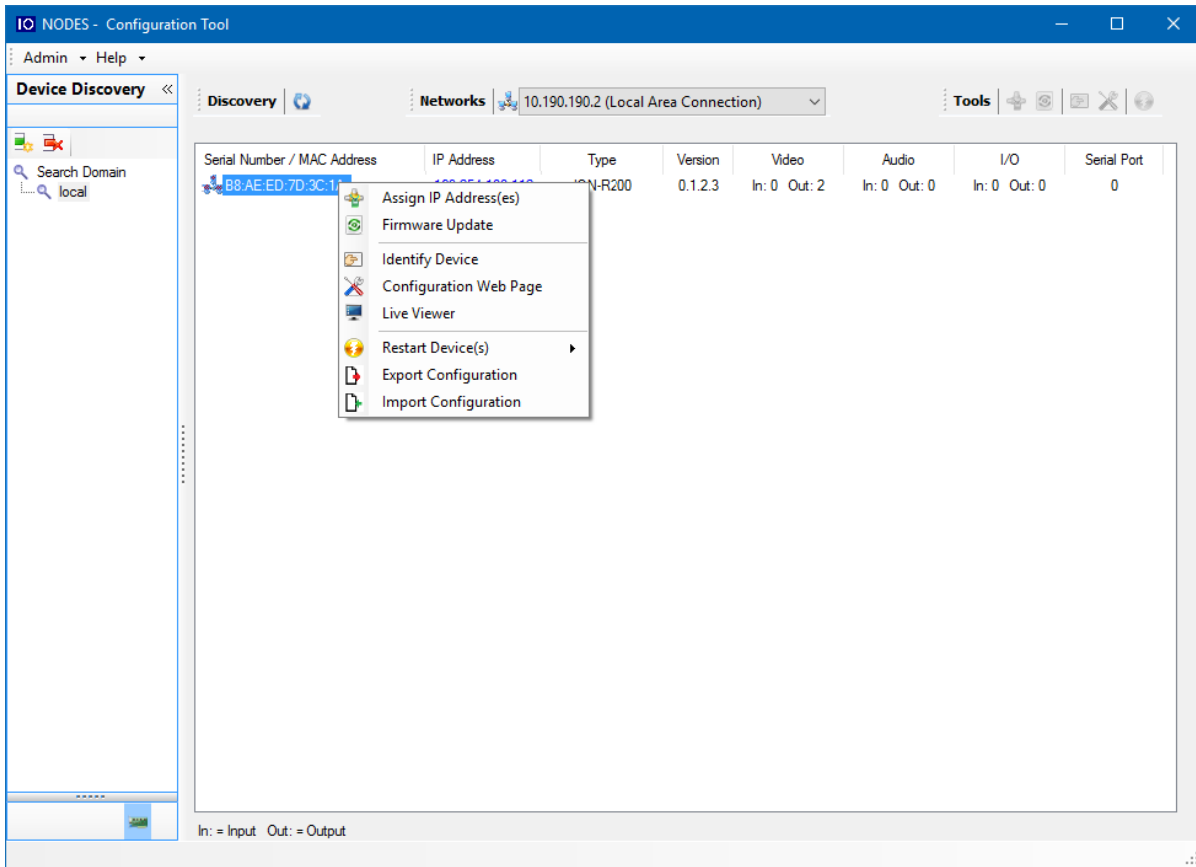 IO NODES - Configuration Tool
Admin Help
Device Discovery
Discovery Networks 10.190.190.2 (Local Area Connection) Tools
Search Domain
local
Serial Number / MAC Address IP Address Type Version Video Audio I/O Serial Port
B8:AE:ED:7D:3C:1A N-R200 0.1.2.3 In: 0 Out: 2 In: 0 Out: 0 In: 0 Out: 0 0
Assign IP Address(es)
Firmware Update
Identify Device
Configuration Web Page
Live Viewer
Restart Device(s)
Export Configuration
Import Configuration
In: = Input Out: = Output